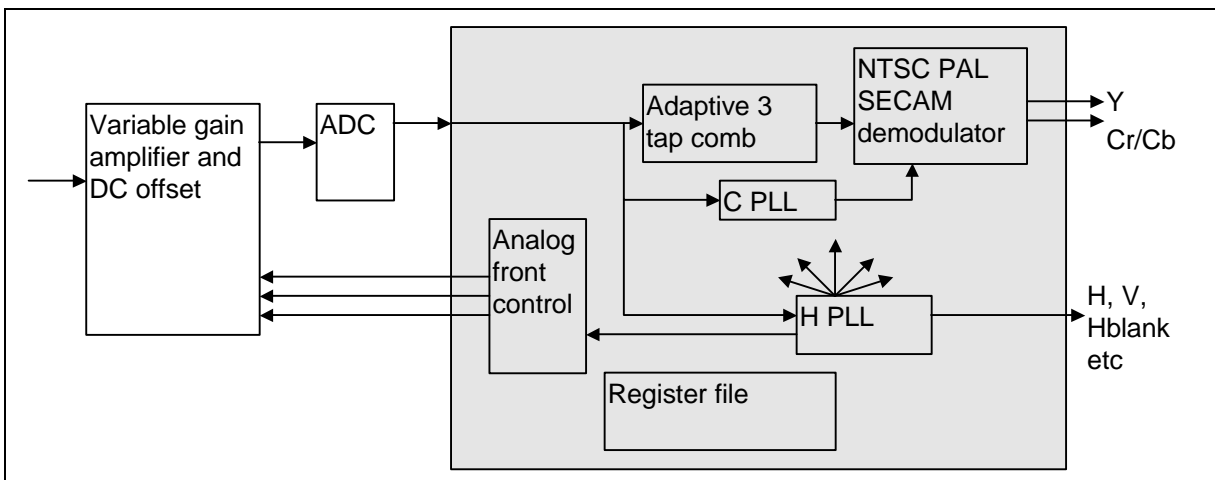 Variable gain
amplifier and
DC offset
ADC
Adaptive 3
tap comb
NTSC PAL
SECAM
demodulator
Y
Cr/Cb
C PLL
Analog
front
control
H PLL
H, V,
Hblank
etc
Register file